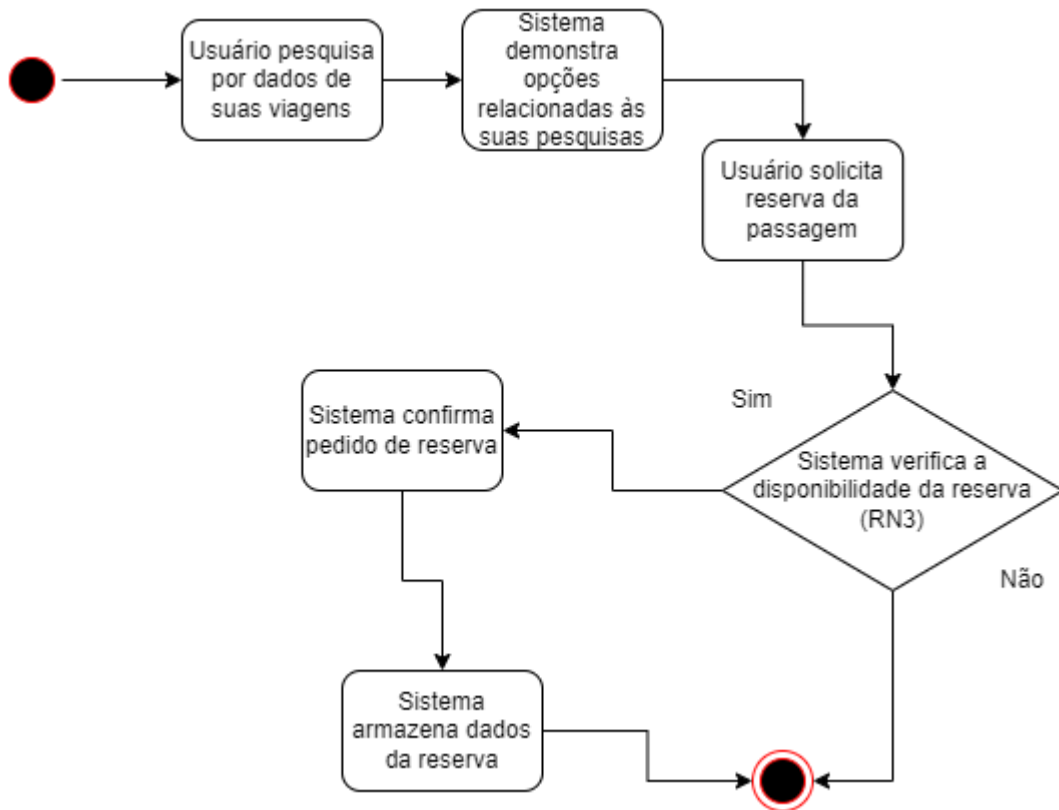 Usuário pesquisa
por dados de
suas viagens
Sistema
demonstra
opções
relacionadas às
suas pesquisas
Usuário solicita
reserva da
passagem
Sim
Sistema verifica a
disponibilidade da reserva
(RN3)
Não
Sistema confirma
pedido de reserva
Sistema
armazena dados
da reserva